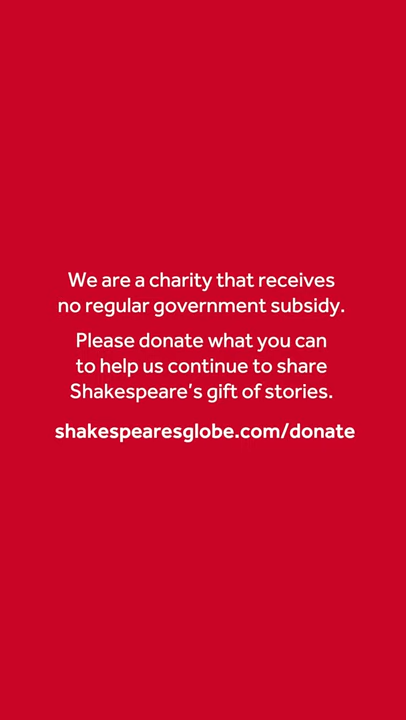 We are a charity that receives
no regular government subsidy.
Please donate what you can
to help us continue to share
Shakespeare's gift of stories.
shakespearesglobe.com/donate